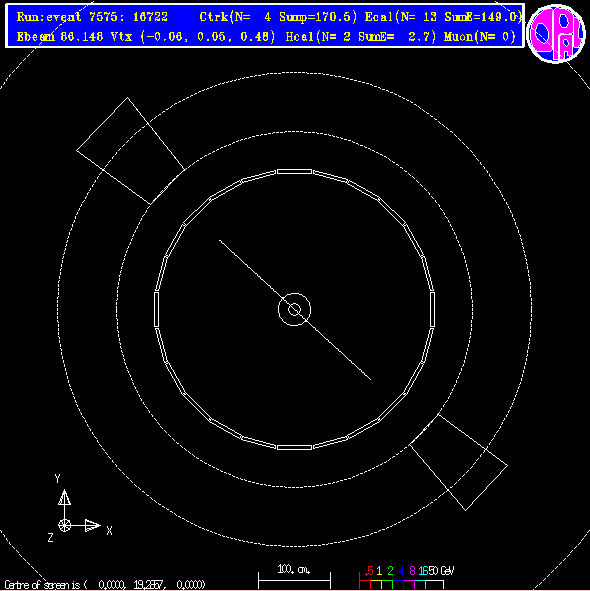 Run:event 7575: 16722 Ctrk(N= 4 Sump=170.5) Ecal(N= 13 SumE=149.0)
Ebeam 86.148 Vtx (-0.06, 0.05, 0.48) Hcal(N= 2 SumE= 2.7) Muon(N= 0)
OPAL
Y
X
Z
100. cm.
.5 1 2 4 8 16 50 GeV
Centre of screen is ( 0.0000, 19.2857, 0.0000)